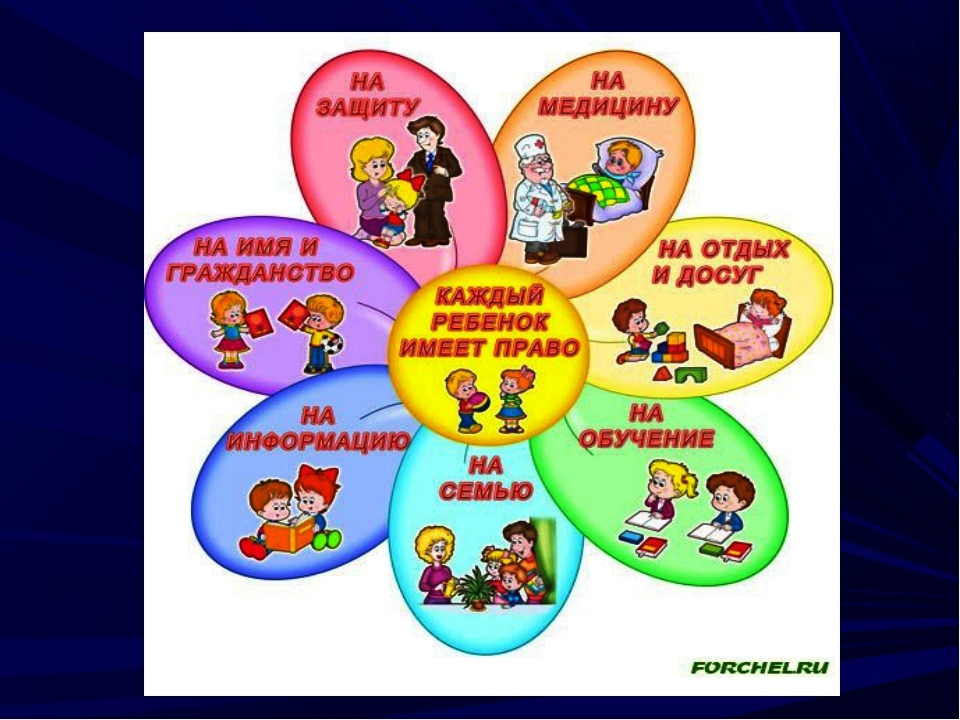 НА
ЗАЩИТУ
НА
МЕДИЦИНУ
НА ИМЯ И
ГРАЖДАНСТВО
НА ОТДЫХ
И ДОСУГ
КАЖДЫЙ
РЕБЕНОК
ИМЕЕТ ПРАВО
НА
ИНФОРМАЦИЮ
НА
СЕМЬЮ
НА
ОБУЧЕНИЕ
FORCHEL.RU